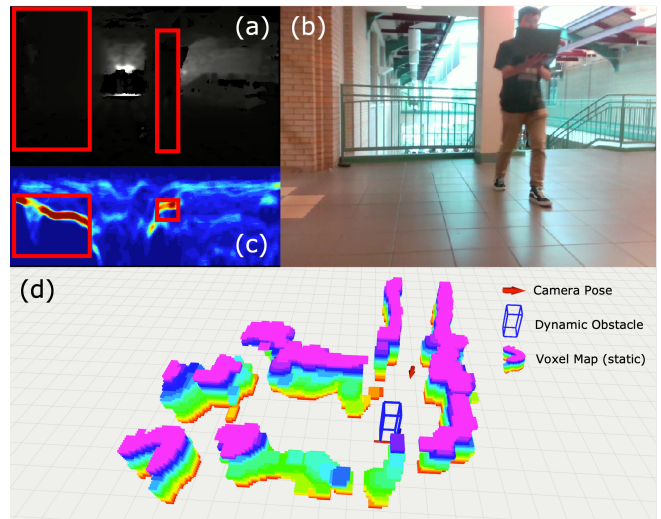 (a)
(b)
(c)
(d)
Camera Pose
Dynamic Obstacle
Voxel Map (static)